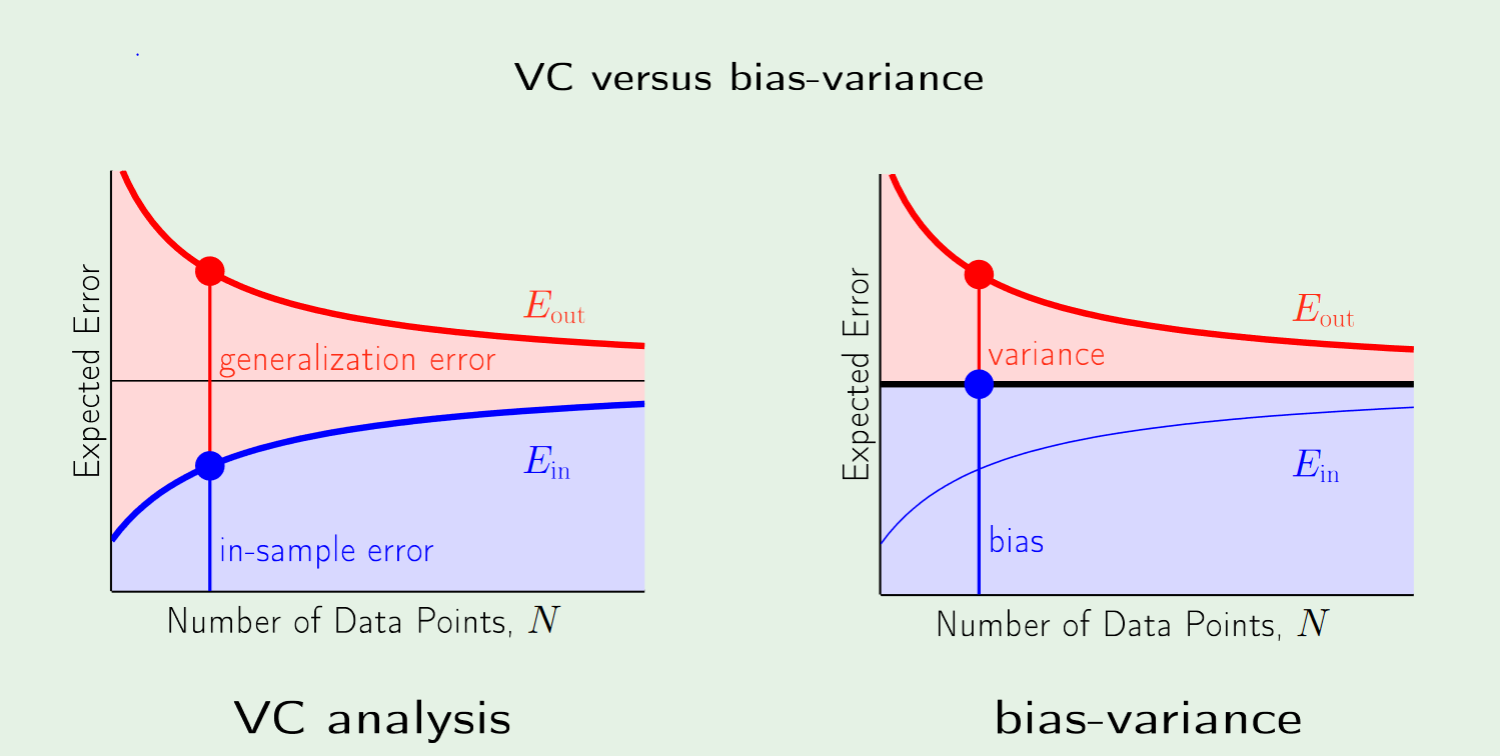 VC versus bias-variance
Expected Error
E_out
generalization error
E_in
in-sample error
Number of Data Points, N
VC analysis
Expected Error
E_out
variance
E_in
bias
Number of Data Points, N
bias-variance